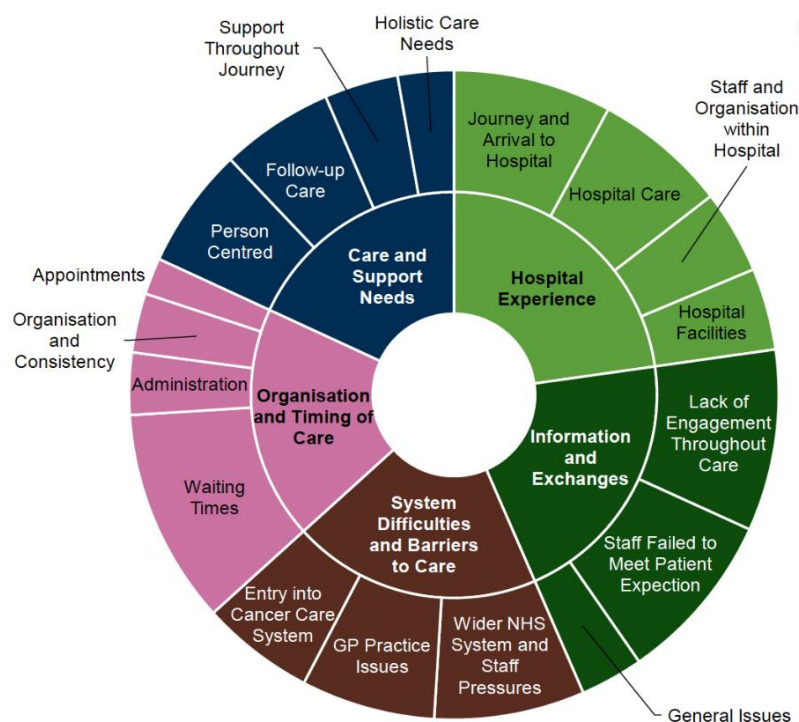 Support
Throughout
Journey
Holistic Care
Needs
Staff and
Organisation
within
Hospital
Journey and
Arrival to
Hospital
Hospital Care
Follow-up
Care
Person
Centred
Care and
Support
Needs
Hospital
Experience
Hospital
Facilities
Appointments
Organisation
and
Consistency
Administration
Organisation
and Timing of
Care
Waiting
Times
Information
and
Exchanges
Lack of
Engagement
Throughout
Care
System
Difficulties
and Barriers
to Care
Staff Failed to
Meet Patient
Expection
Entry into
Cancer Care
System
GP Practice
Issues
Wider NHS
System and
Staff
Pressures
General Issues